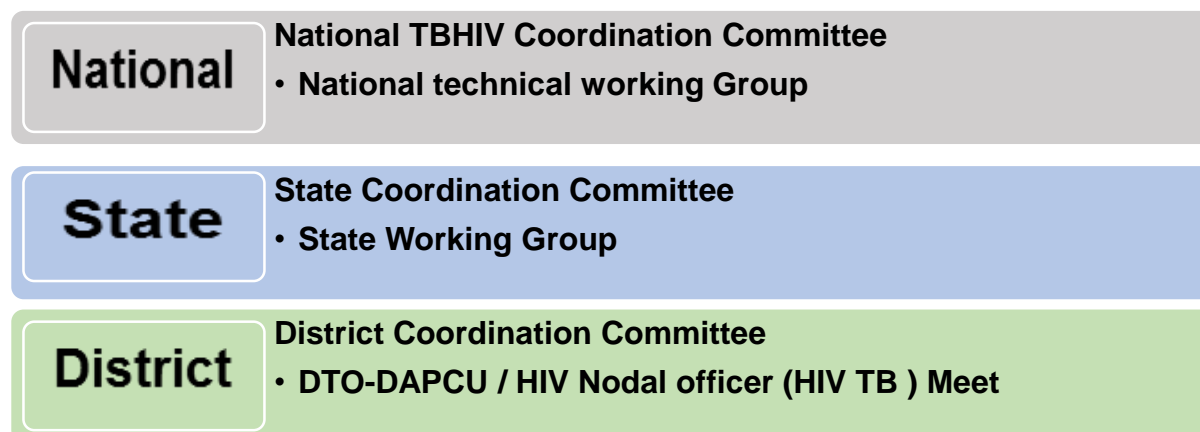 National
National TBHIV Coordination Committee
• National technical working Group
State
State Coordination Committee
• State Working Group
District
District Coordination Committee
• DTO-DAPCU / HIV Nodal officer (HIV TB ) Meet